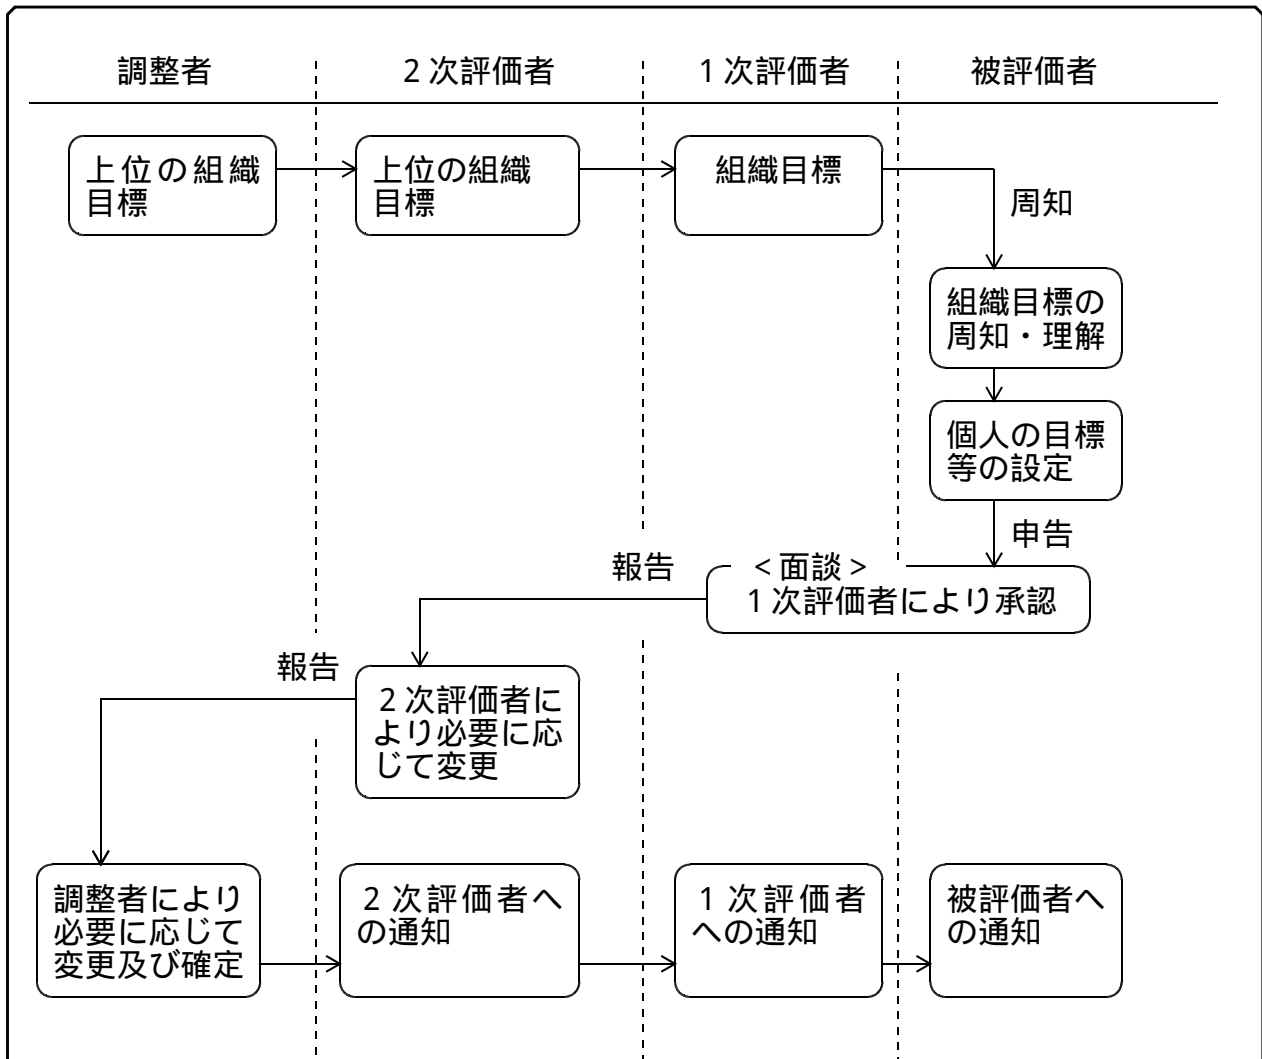 調整者
２次評価者
１次評価者
被評価者
上位の組織
目標
上位の組織
目標
組織目標
周知
組織目標の
周知・理解
個人の目標
等の設定
申告
＜面談＞
１次評価者により承認
報告
報告
２次評価者に
より必要に応
じて変更
調整者により
必要に応じて
変更及び確定
２次評価者へ
の通知
１次評価者
への通知
被評価者へ
の通知